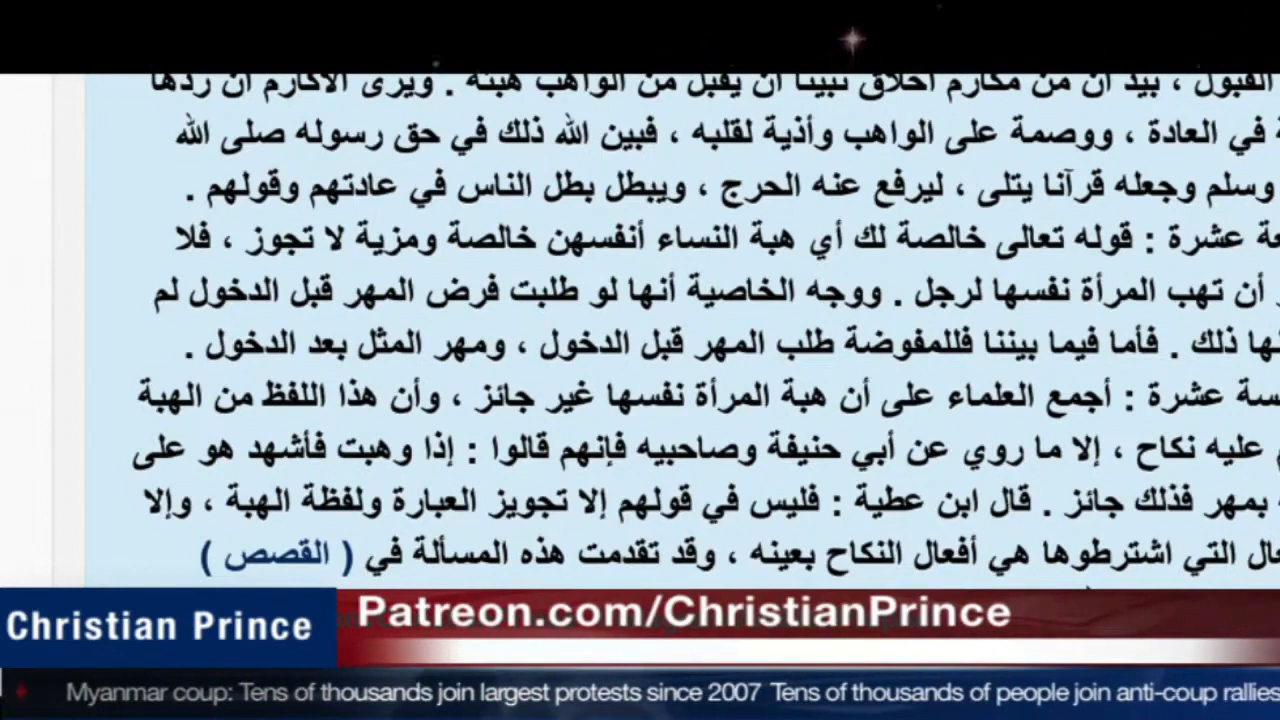 القبول ، بيد أن من مكارم أخلاق نبينا أن يقبل من الواهب هبته . ويرى الأكارم أن ردها
في العادة ، ووصمة على الواهب وأذية لقلبه ، فبين الله ذلك في حق رسوله صلى الله
وسلم وجعله قرآنا يتلى ، ليرفع عنه الحرج ، ويبطل بطل الناس في عادتهم وقولهم .
عشرة : قوله تعالى خالصة لك أي هبة النساء أنفسهن خالصة ومزية لا تجوز ، فلا
أن تهب المرأة نفسها لرجل . ووجه الخاصية أنها لو طلبت فرض المهر قبل الدخول لم
ذلك . فأما فيما بيننا فللمفوضة طلب المهر قبل الدخول ، ومهر المثل بعد الدخول .
عشرة : أجمع العلماء على أن هبة المرأة نفسها غير جائز ، وأن هذا اللفظ من الهبة
عليه نكاح ، إلا ما روي عن أبي حنيفة وصاحبيه فإنهم قالوا : إذا وهبت فأشهد هو على
بمهر فذلك جائز . قال ابن عطية : فليس في قولهم إلا تجويز العبارة ولفظة الهبة ، وإلا
التي اشترطوها هي أفعال النكاح بعينه ، وقد تقدمت هذه المسألة في ( القصص )
Patreon.com/ChristianPrince
Christian Prince
Myanmar coup: Tens of thousands join largest protests since 2007 Tens of thousands of people join anti-coup rallies